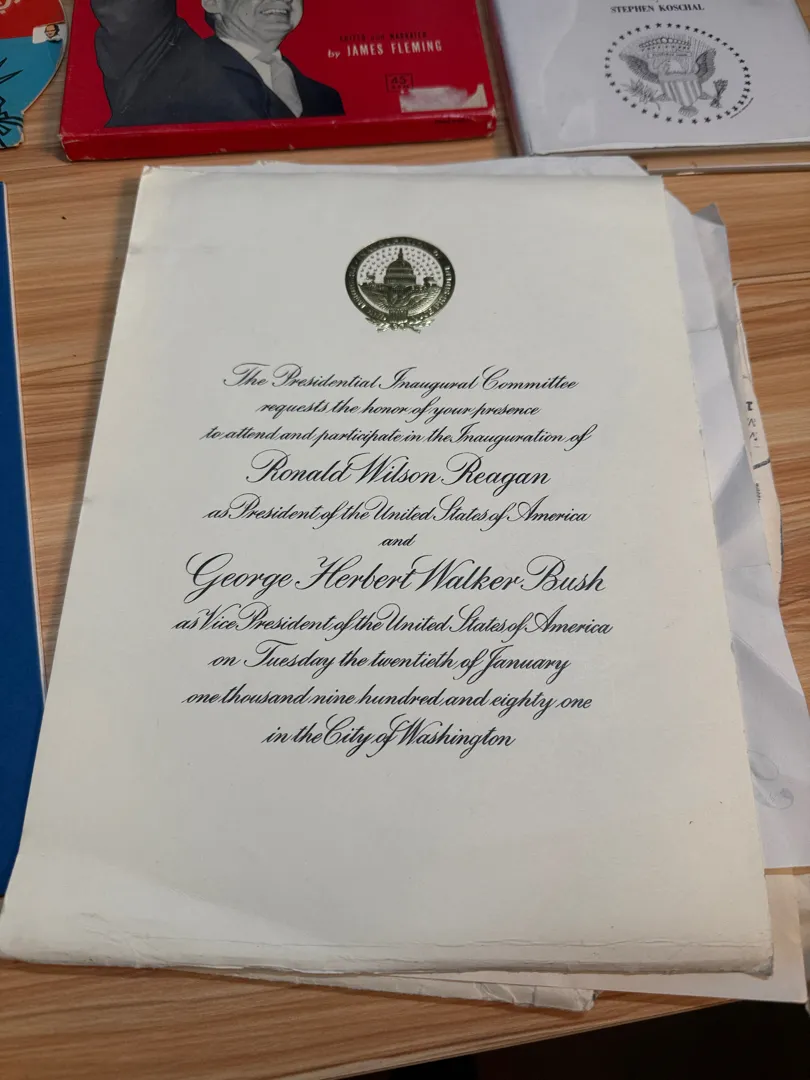 STEPHEN KOSCHAL
by JAMES FLEMING
45
The Presidential Inaugural Committee
requests the honor of your presence
to attend and participate in the Inauguration of
Ronald Wilson Reagan
as President of the United States of America
and
George Herbert Walker Bush
as Vice President of the United States of America
on Tuesday the twentieth of January
one thousand nine hundred and eighty one
in the City of Washington